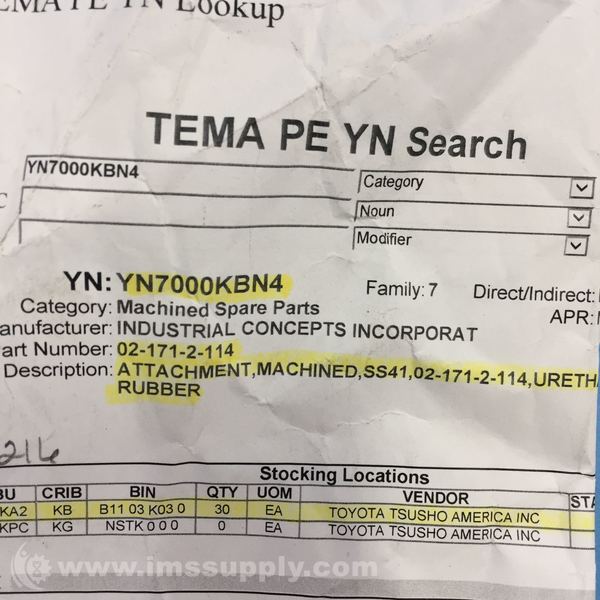 TEMA PE YN Lookup
TEMA PE YN Search
YN7000KBN4
Category
Noun
Modifier
YN: YN7000KBN4 Family: 7 Direct/Indirect:
Category: Machined Spare Parts APR:
anufacturer: INDUSTRIAL CONCEPTS INCORPORAT
art Number: 02-171-2-114
Description: ATTACHMENT,MACHINED,SS41,02-171-2-114,URETH
RUBBER
216
Stocking Locations
BU CRIB BIN QTY UOM VENDOR STA
KA2 KB B11 03 K03 0 30 EA TOYOTA TSUSHO AMERICA INC
KPC KG NSTK 0 0 0 0 EA TOYOTA TSUSHO AMERICA INC
www.imssupply.com